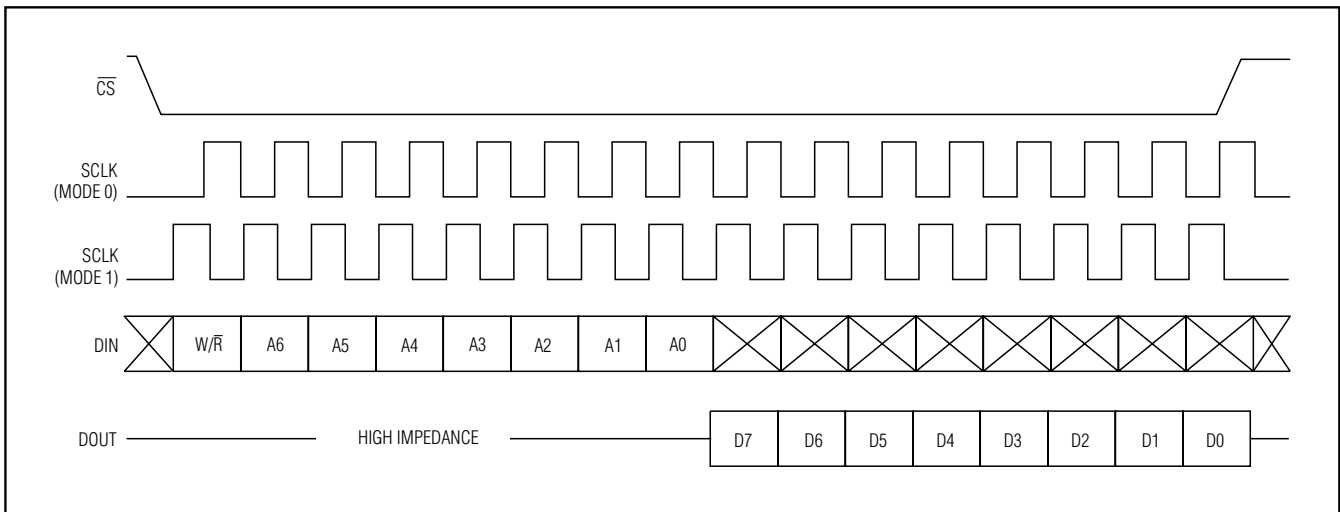 C̅S̅
SCLK
(MODE 0)
SCLK
(MODE 1)
DIN W/R̅ A6 A5 A4 A3 A2 A1 A0
DOUT HIGH IMPEDANCE D7 D6 D5 D4 D3 D2 D1 D0